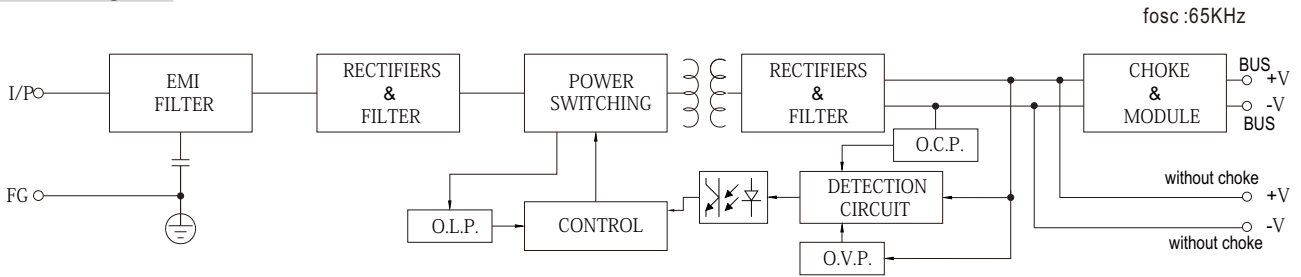 fosc :65KHz
I/P
EMI
FILTER
RECTIFIERS
&
FILTER
POWER
SWITCHING
RECTIFIERS
&
FILTER
CHOKE
&
MODULE
BUS
+V
-V
BUS
O.C.P.
FG
O.L.P.
CONTROL
DETECTION
CIRCUIT
O.V.P.
without choke
+V
-V
without choke